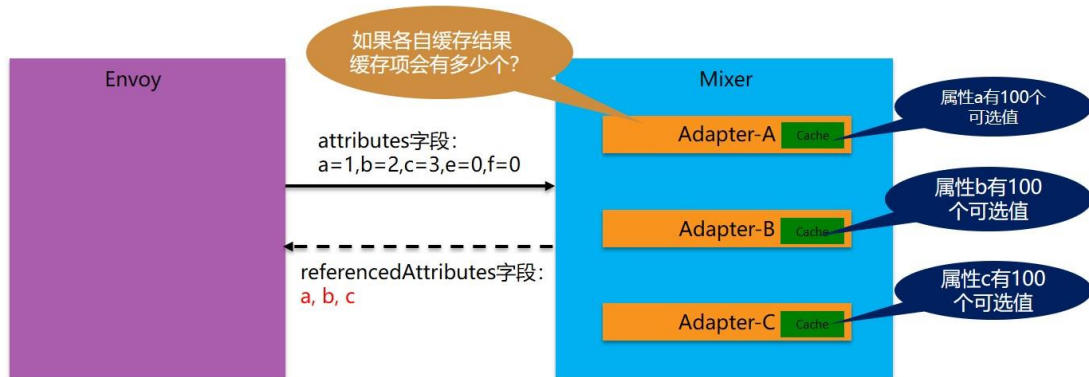 如果各自缓存结果
缓存项会有多少个?
Envoy
Mixer
属性a有100个
可选值
Adapter-A
Cache
attributes字段:
a=1,b=2,c=3,e=0,f=0
属性b有100
个可选值
Adapter-B
Cache
referencedAttributes字段:
a, b, c
属性c有100
个可选值
Adapter-C
Cache